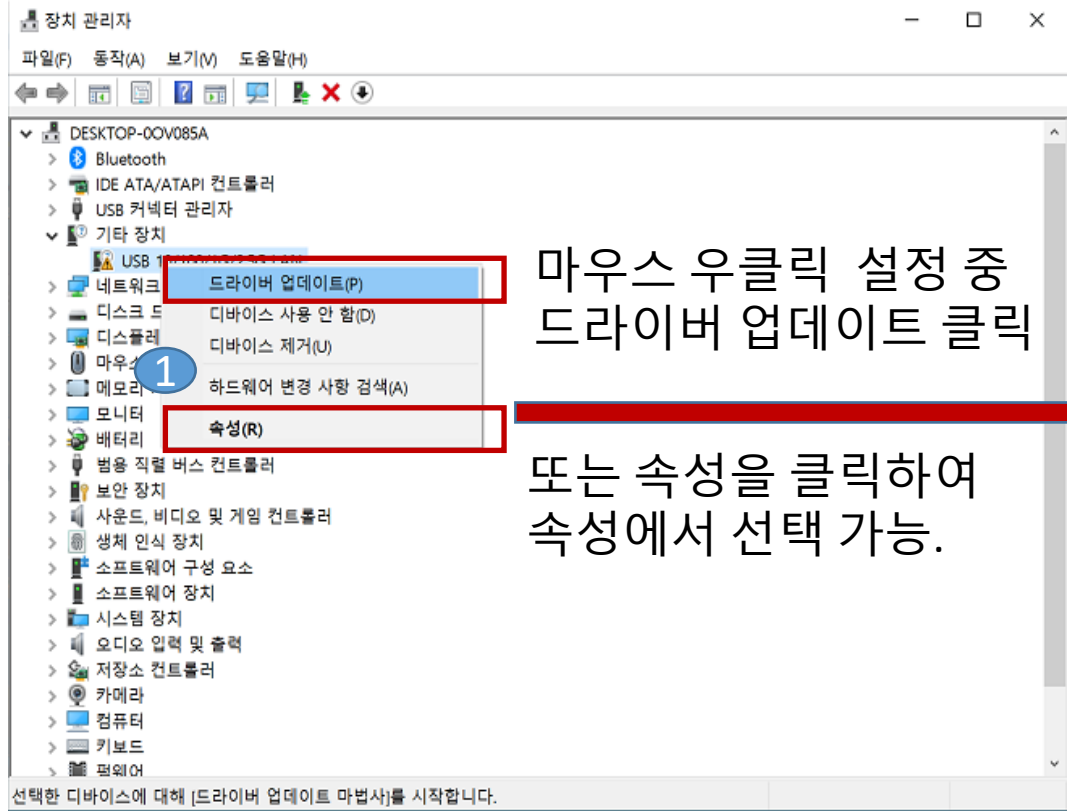 장치 관리자
파일(F) 동작(A) 보기(V) 도움말(H)
DESKTOP-0OV085A
Bluetooth
IDE ATA/ATAPI 컨트롤러
USB 커넥터 관리자
기타 장치
USB
드라이버 업데이트(P)
디바이스 사용 안 함(D)
디바이스 제거(U)
하드웨어 변경 사항 검색(A)
속성(R)
네트워크
디스크
디스플레
마우스
메모리
모니터
배터리
범용 직렬 버스 컨트롤러
보안 장치
사운드, 비디오 및 게임 컨트롤러
생체 인식 장치
소프트웨어 구성 요소
소프트웨어 장치
시스템 장치
오디오 입력 및 출력
저장소 컨트롤러
카메라
컴퓨터
키보드
펌웨어
1
마우스 우클릭 설정 중
드라이버 업데이트 클릭
또는 속성을 클릭하여
속성에서 선택 가능.
선택한 디바이스에 대해 [드라이버 업데이트 마법사]를 시작합니다.